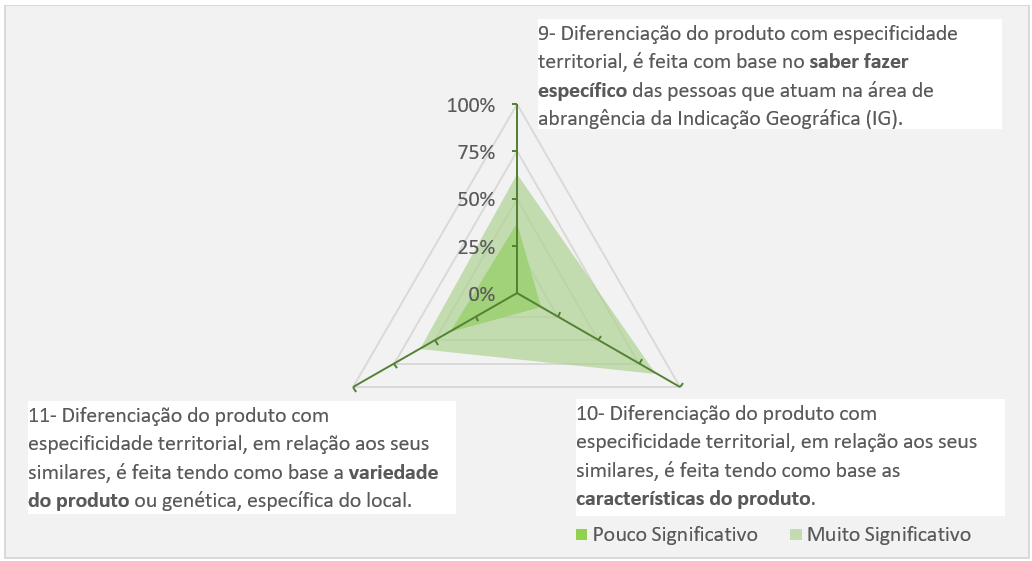 9- Diferenciação do produto com especificidade
territorial, é feita com base no saber fazer
específico das pessoas que atuam na área de
abrangência da Indicação Geográfica (IG).
100%
75%
50%
25%
0%
11- Diferenciação do produto com
especificidade territorial, em relação aos seus
similares, é feita tendo como base a variedade
do produto ou genética, específica do local.
10- Diferenciação do produto com
especificidade territorial, em relação aos seus
similares, é feita tendo como base as
características do produto.
Pouco Significativo
Muito Significativo